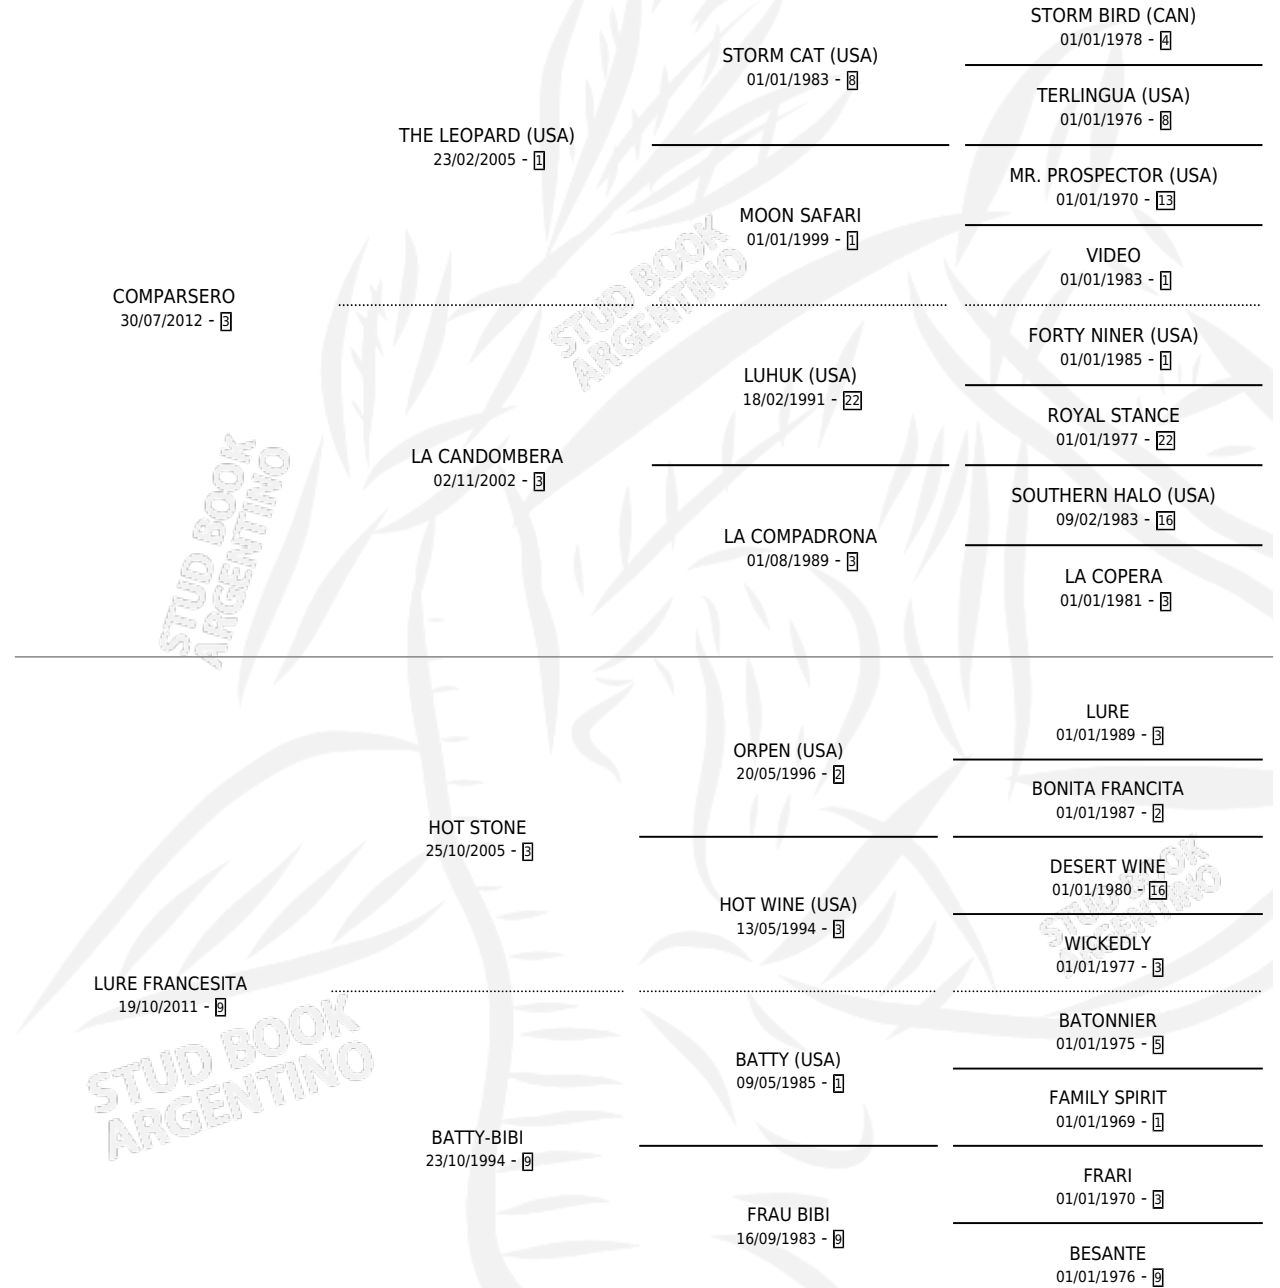 STORM BIRD (CAN)
01/01/1978 - 4
STORM CAT (USA)
01/01/1983 - 8
TERLINGUA (USA)
01/01/1976 - 8
THE LEOPARD (USA)
23/02/2005 - 1
MR. PROSPECTOR (USA)
01/01/1970 - 13
MOON SAFARI
01/01/1999 - 1
VIDEO
01/01/1983 - 1
COMPARSERO
30/07/2012 - 3
FORTY NINER (USA)
01/01/1985 - 1
LUHUK (USA)
18/02/1991 - 22
ROYAL STANCE
01/01/1977 - 22
LA CANDOMBERA
02/11/2002 - 3
SOUTHERN HALO (USA)
09/02/1983 - 16
LA COMPADRONA
01/08/1989 - 3
LA COPERA
01/01/1981 - 3
STUD BOOK
ARGENTINO
STUD BOOK
ARGENTINO
LURE
01/01/1989 - 3
ORPEN (USA)
20/05/1996 - 2
BONITA FRANCITA
01/01/1987 - 2
HOT STONE
25/10/2005 - 3
DESERT WINE
01/01/1980 - 16
HOT WINE (USA)
13/05/1994 - 3
WICKEDLY
01/01/1977 - 3
LURE FRANCESITA
19/10/2011 - 9
BATONNIER
01/01/1975 - 5
BATTY (USA)
09/05/1985 - 1
FAMILY SPIRIT
01/01/1969 - 1
BATTY-BIBI
23/10/1994 - 9
FRARI
01/01/1970 - 3
FRAU BIBI
16/09/1983 - 9
BESANTE
01/01/1976 - 9
STUD BOOK
ARGENTINO
STUD BOOK
ARGENTINO